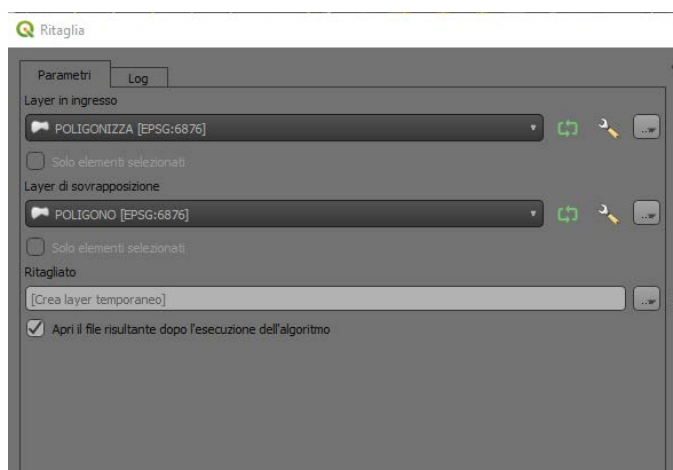 Ritaglia
Parametri
Log
Layer in ingresso
POLIGONIZZA [EPSG:6876]
Solo elementi selezionati
Layer di sovrapposizione
POLIGONO [EPSG:6876]
Solo elementi selezionati
Ritagliato
[Crea layer temporaneo]
Apri il file risultante dopo l'esecuzione dell'algoritmo